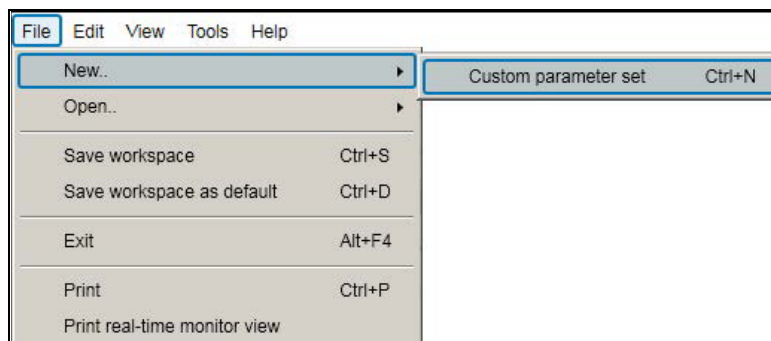 File Edit View Tools Help
New.. Custom parameter set Ctrl+N
Open..
Save workspace Ctrl+S
Save workspace as default Ctrl+D
Exit Alt+F4
Print Ctrl+P
Print real-time monitor view